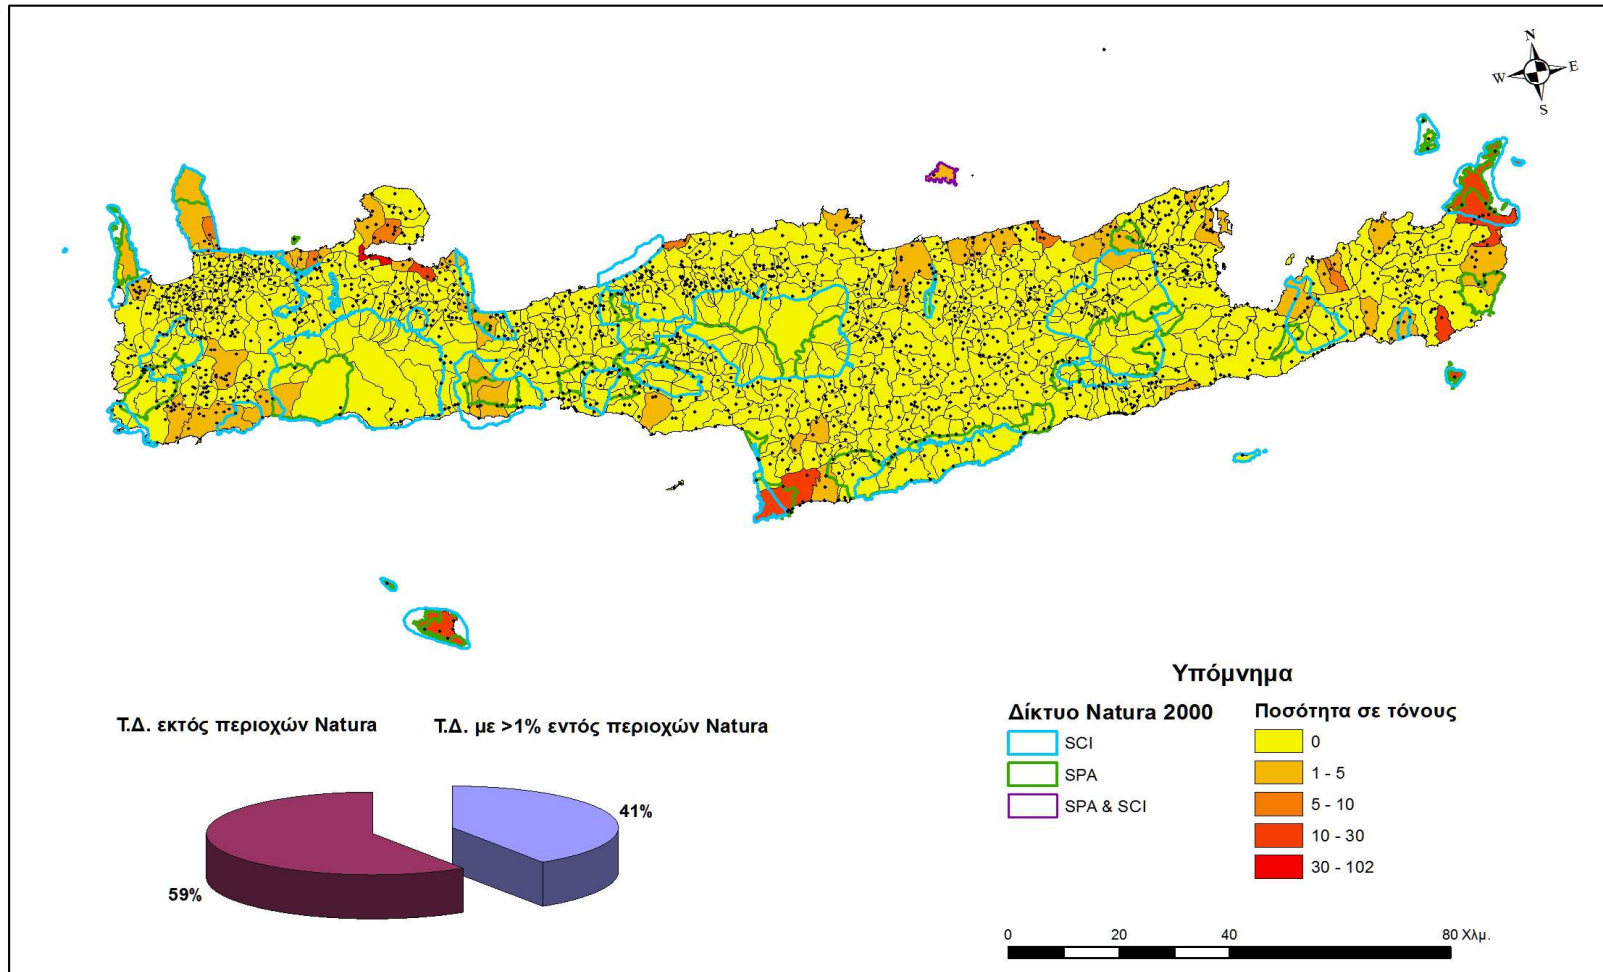 N
W
E
S
Υπόμνημα
Δίκτυο Natura 2000
SCI
SPA
SPA & SCI
Ποσότητα σε τόνους
0
1 - 5
5 - 10
10 - 30
30 - 102
Τ.Δ. εκτός περιοχών Natura
Τ.Δ. με >1% εντός περιοχών Natura
41%
59%
0 20 40 80 Χλμ.